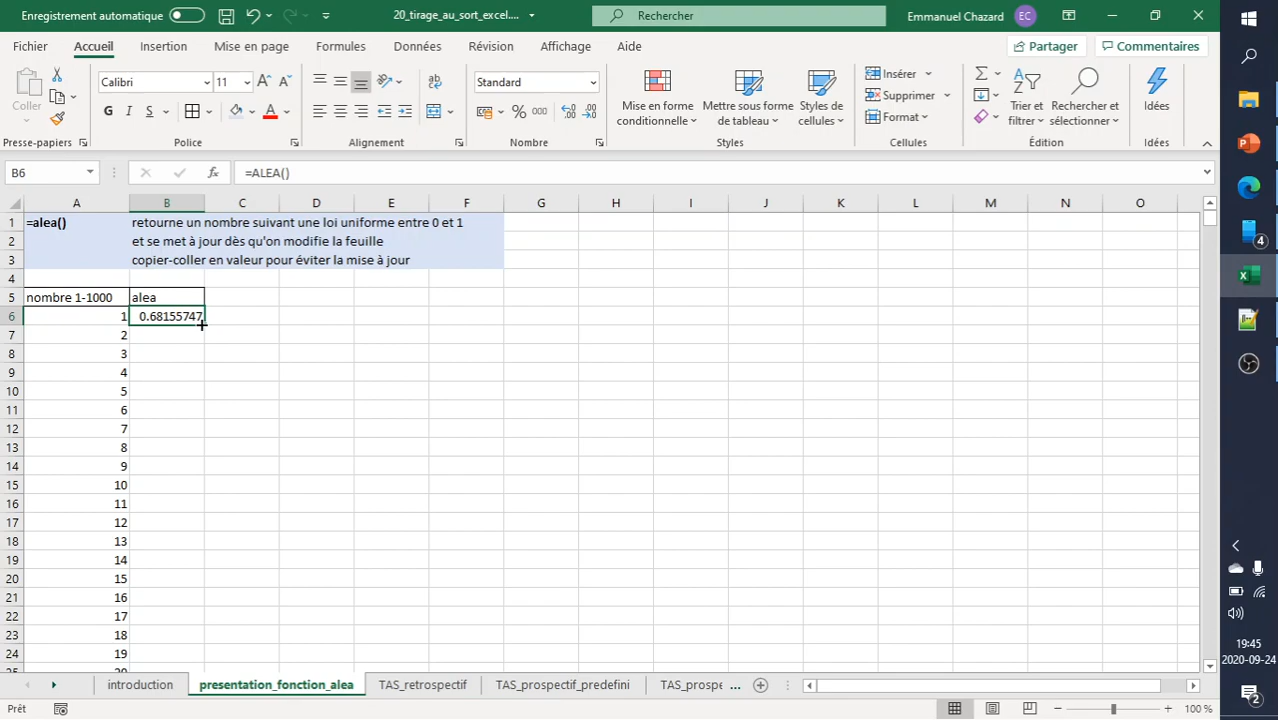 Enregistrement automatique
20_tirage_au_sort_excel....
Rechercher
Emmanuel Chazard
EC
Fichier
Accueil
Insertion
Mise en page
Formules
Données
Révision
Affichage
Aide
Partager
Commentaires
Coller
Presse-papiers
Calibri
11
G
I
S
Police
Alignement
Standard
%
000
Nombre
Mise en forme conditionnelle
Mettre sous forme de tableau
Styles de cellules
Styles
Insérer
Supprimer
Format
Cellules
Trier et filtrer
Rechercher et sélectionner
Édition
Idées
Idées
B6
fx
=ALEA()
A B C D E F G H I J K L M N O
1 =alea() retourne un nombre suivant une loi uniforme entre 0 et 1
2 et se met à jour dès qu'on modifie la feuille
3 copier-coller en valeur pour éviter la mise à jour
4
5 nombre 1-1000 alea
6 1 0.68155747
7 2
8 3
9 4
10 5
11 6
12 7
13 8
14 9
15 10
16 11
17 12
18 13
19 14
20 15
21 16
22 17
23 18
24 19
introduction
presentation_fonction_alea
TAS_retrospectif
TAS_prospectif_predefini
TAS_prospe ...
Prêt
100 %
4
19:45
2020-09-24
2